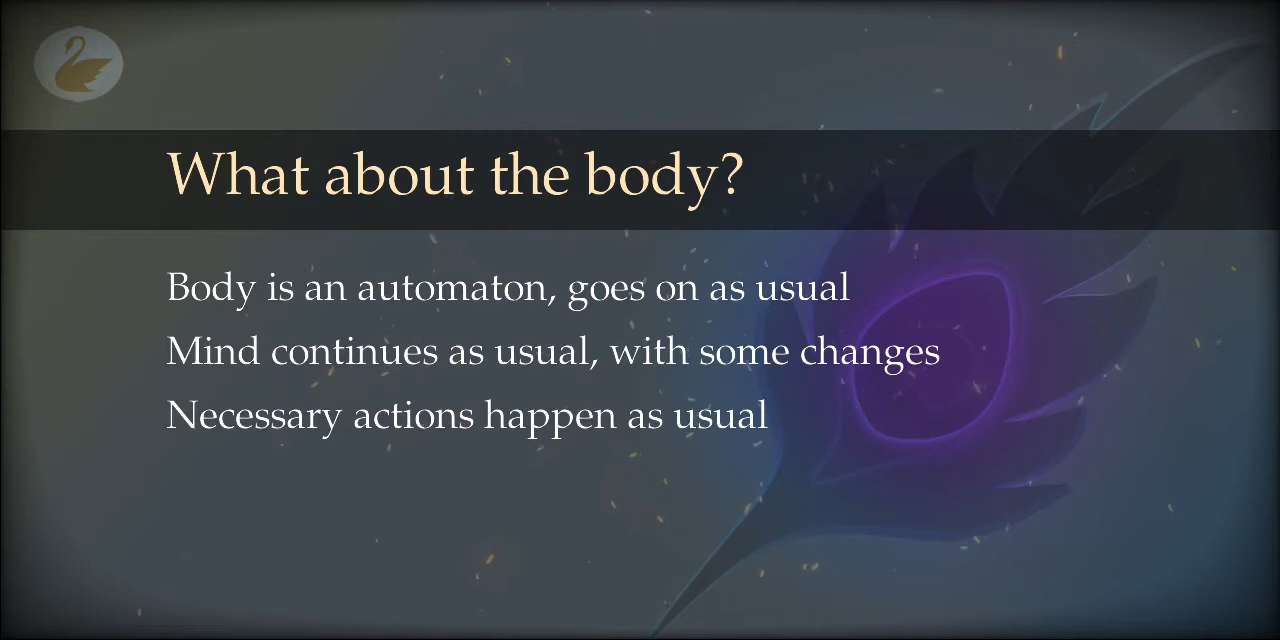 What about the body?
Body is an automaton, goes on as usual
Mind continues as usual, with some changes
Necessary actions happen as usual